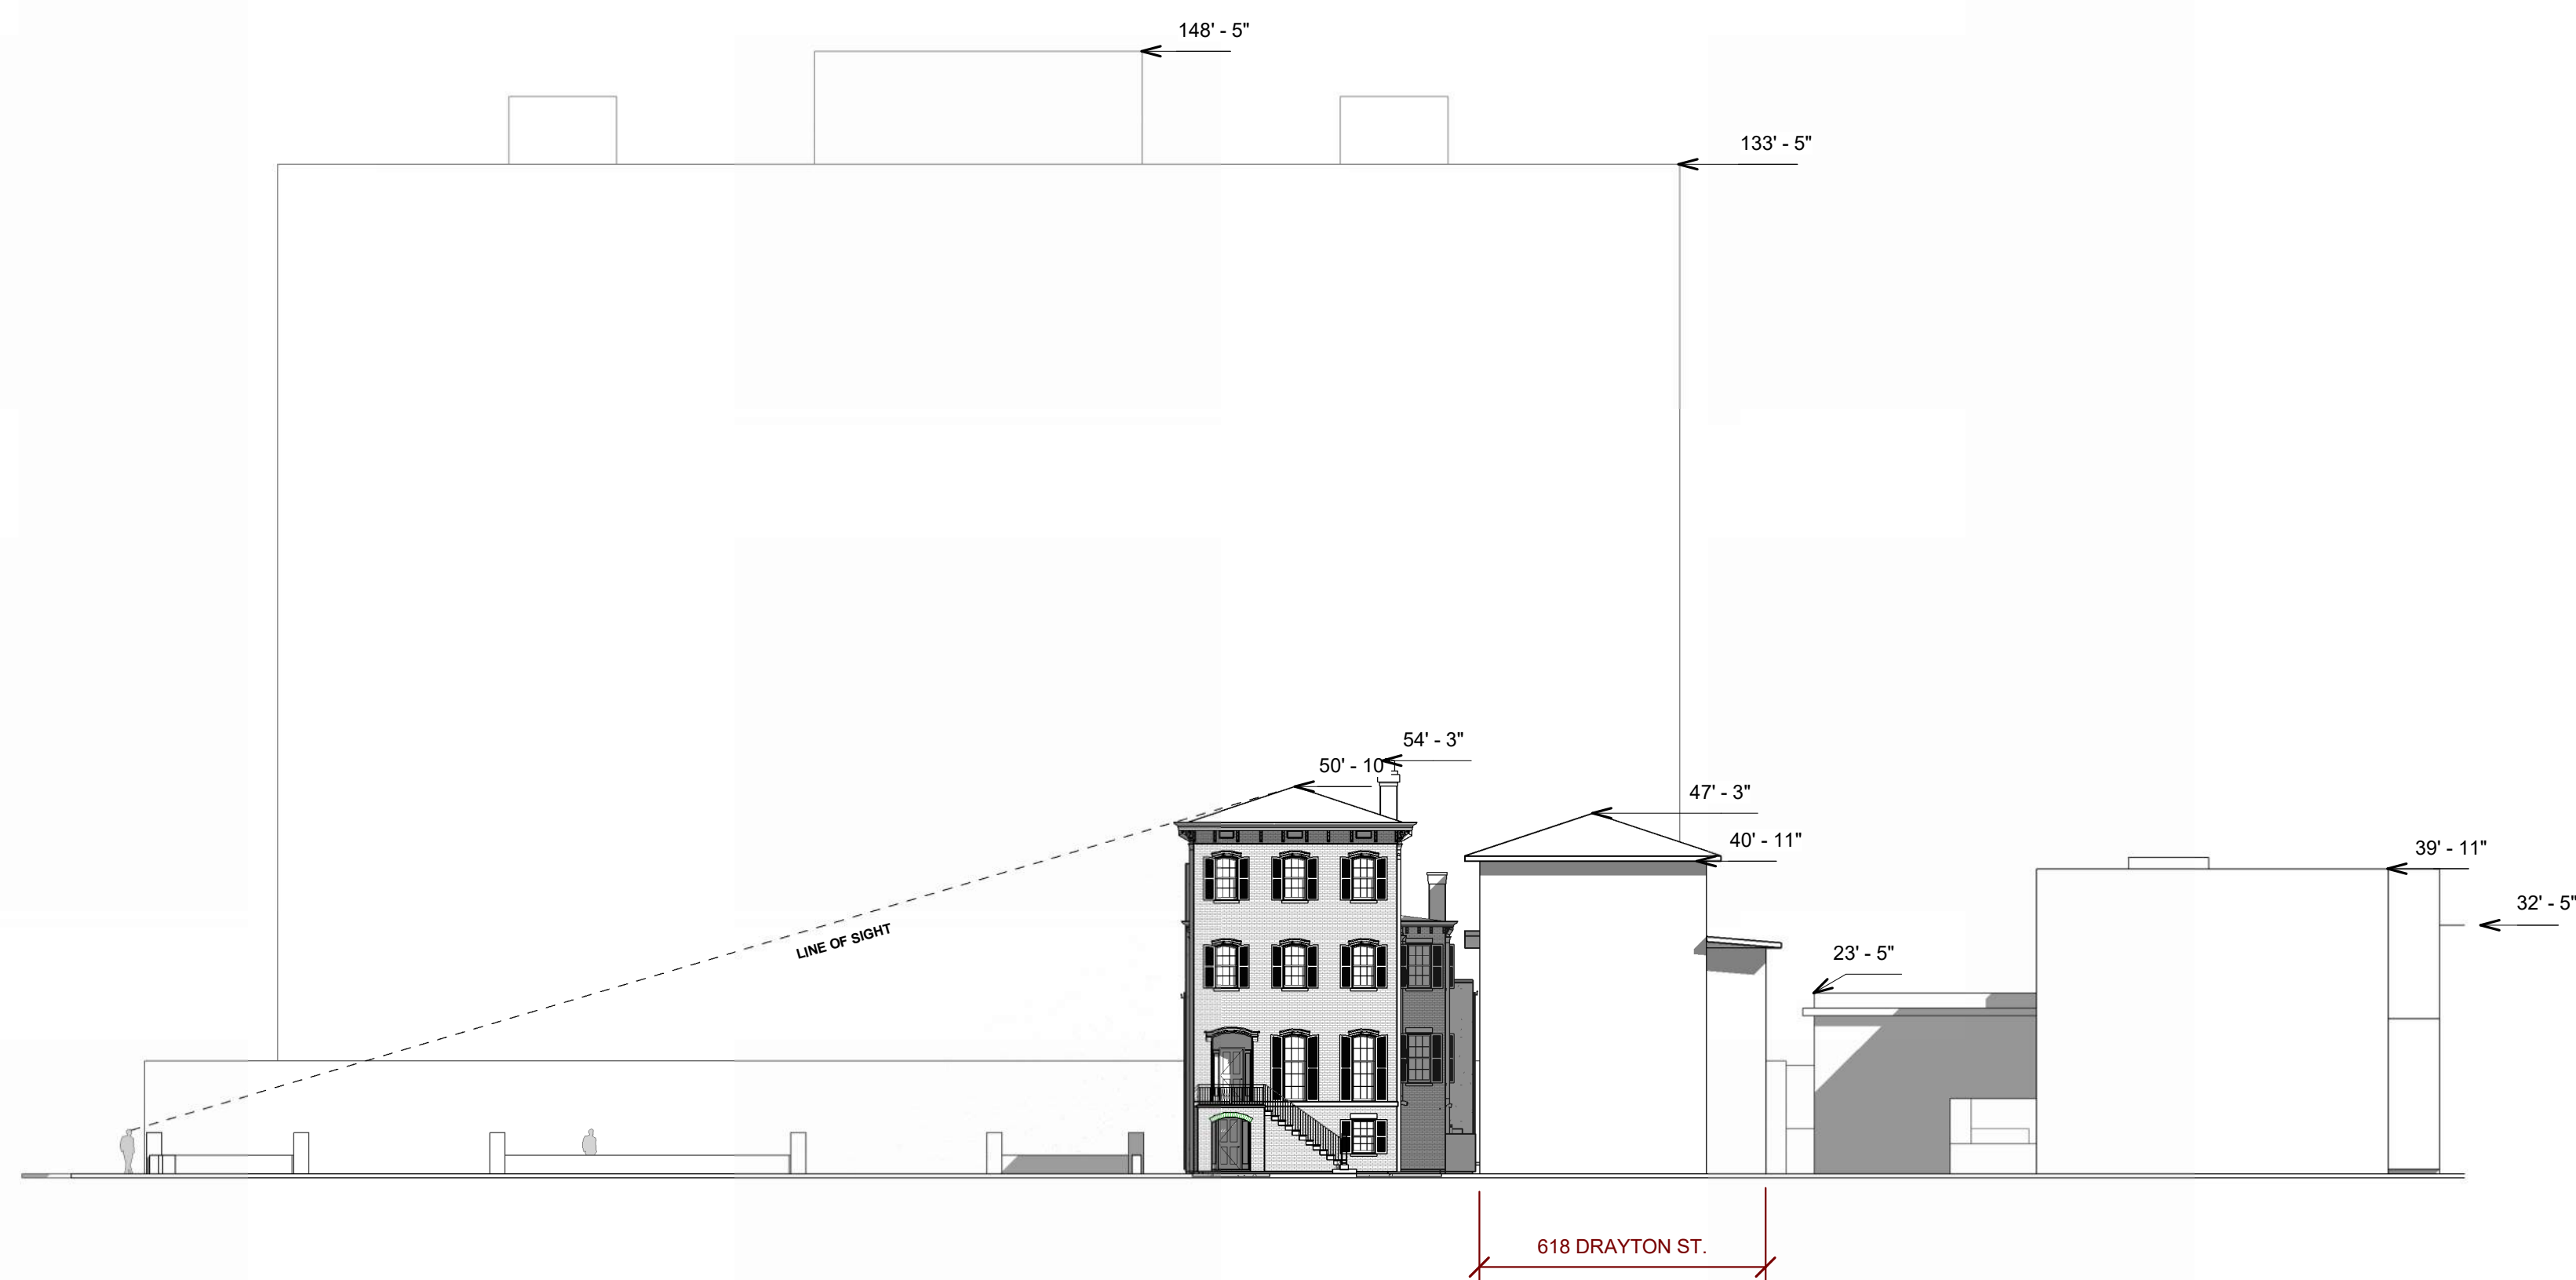 148' - 5"
133' - 5"
54' - 3"
50' - 10
47' - 3"
40' - 11"
39' - 11"
32' - 5"
LINE OF SIGHT
23' - 5"
618 DRAYTON ST.